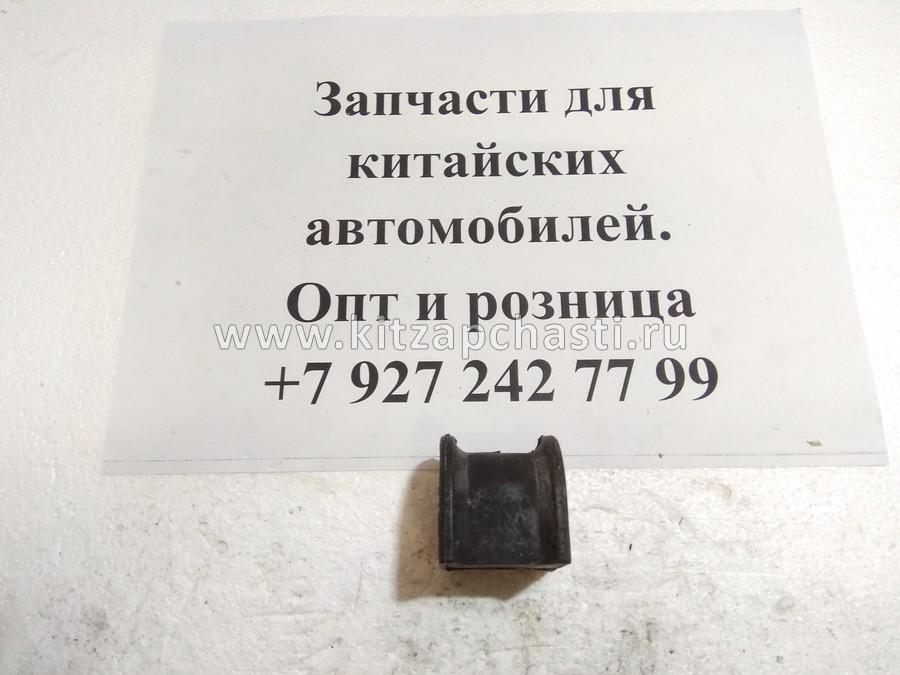 Запчасти для
китайских
автомобилей.
Опт и розница
www.kitzapchasti.ru
+7 927 242 77 99